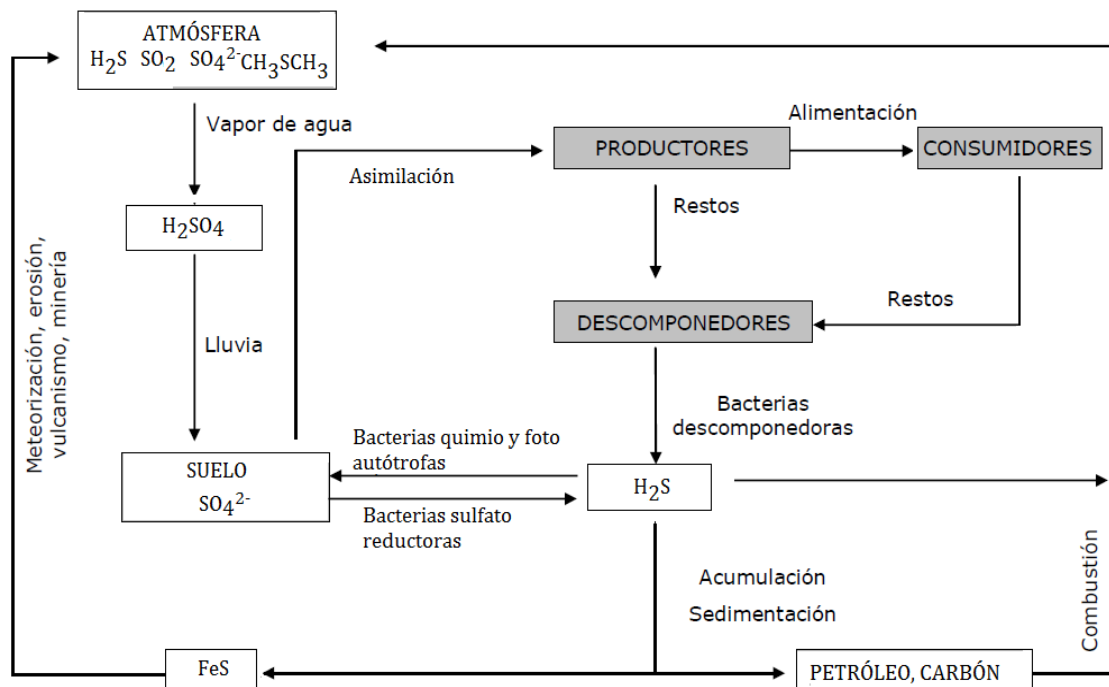 ATMÓSFERA
H₂S SO₂ SO₄²⁻CH₃SCH₃
Vapor de agua
Alimentación
PRODUCTORES
CONSUMIDORES
Asimilación
Restos
H₂SO₄
Meteorización, erosión,
vulcanismo, minería
Restos
DESCOMPONEDORES
Lluvia
Bacterias
descomponedoras
Bacterias quimio y foto
autótrofas
SUELO
SO₄²⁻
H₂S
Bacterias sulfato
reductoras
Acumulación
Sedimentación
Combustión
FeS
PETRÓLEO, CARBÓN